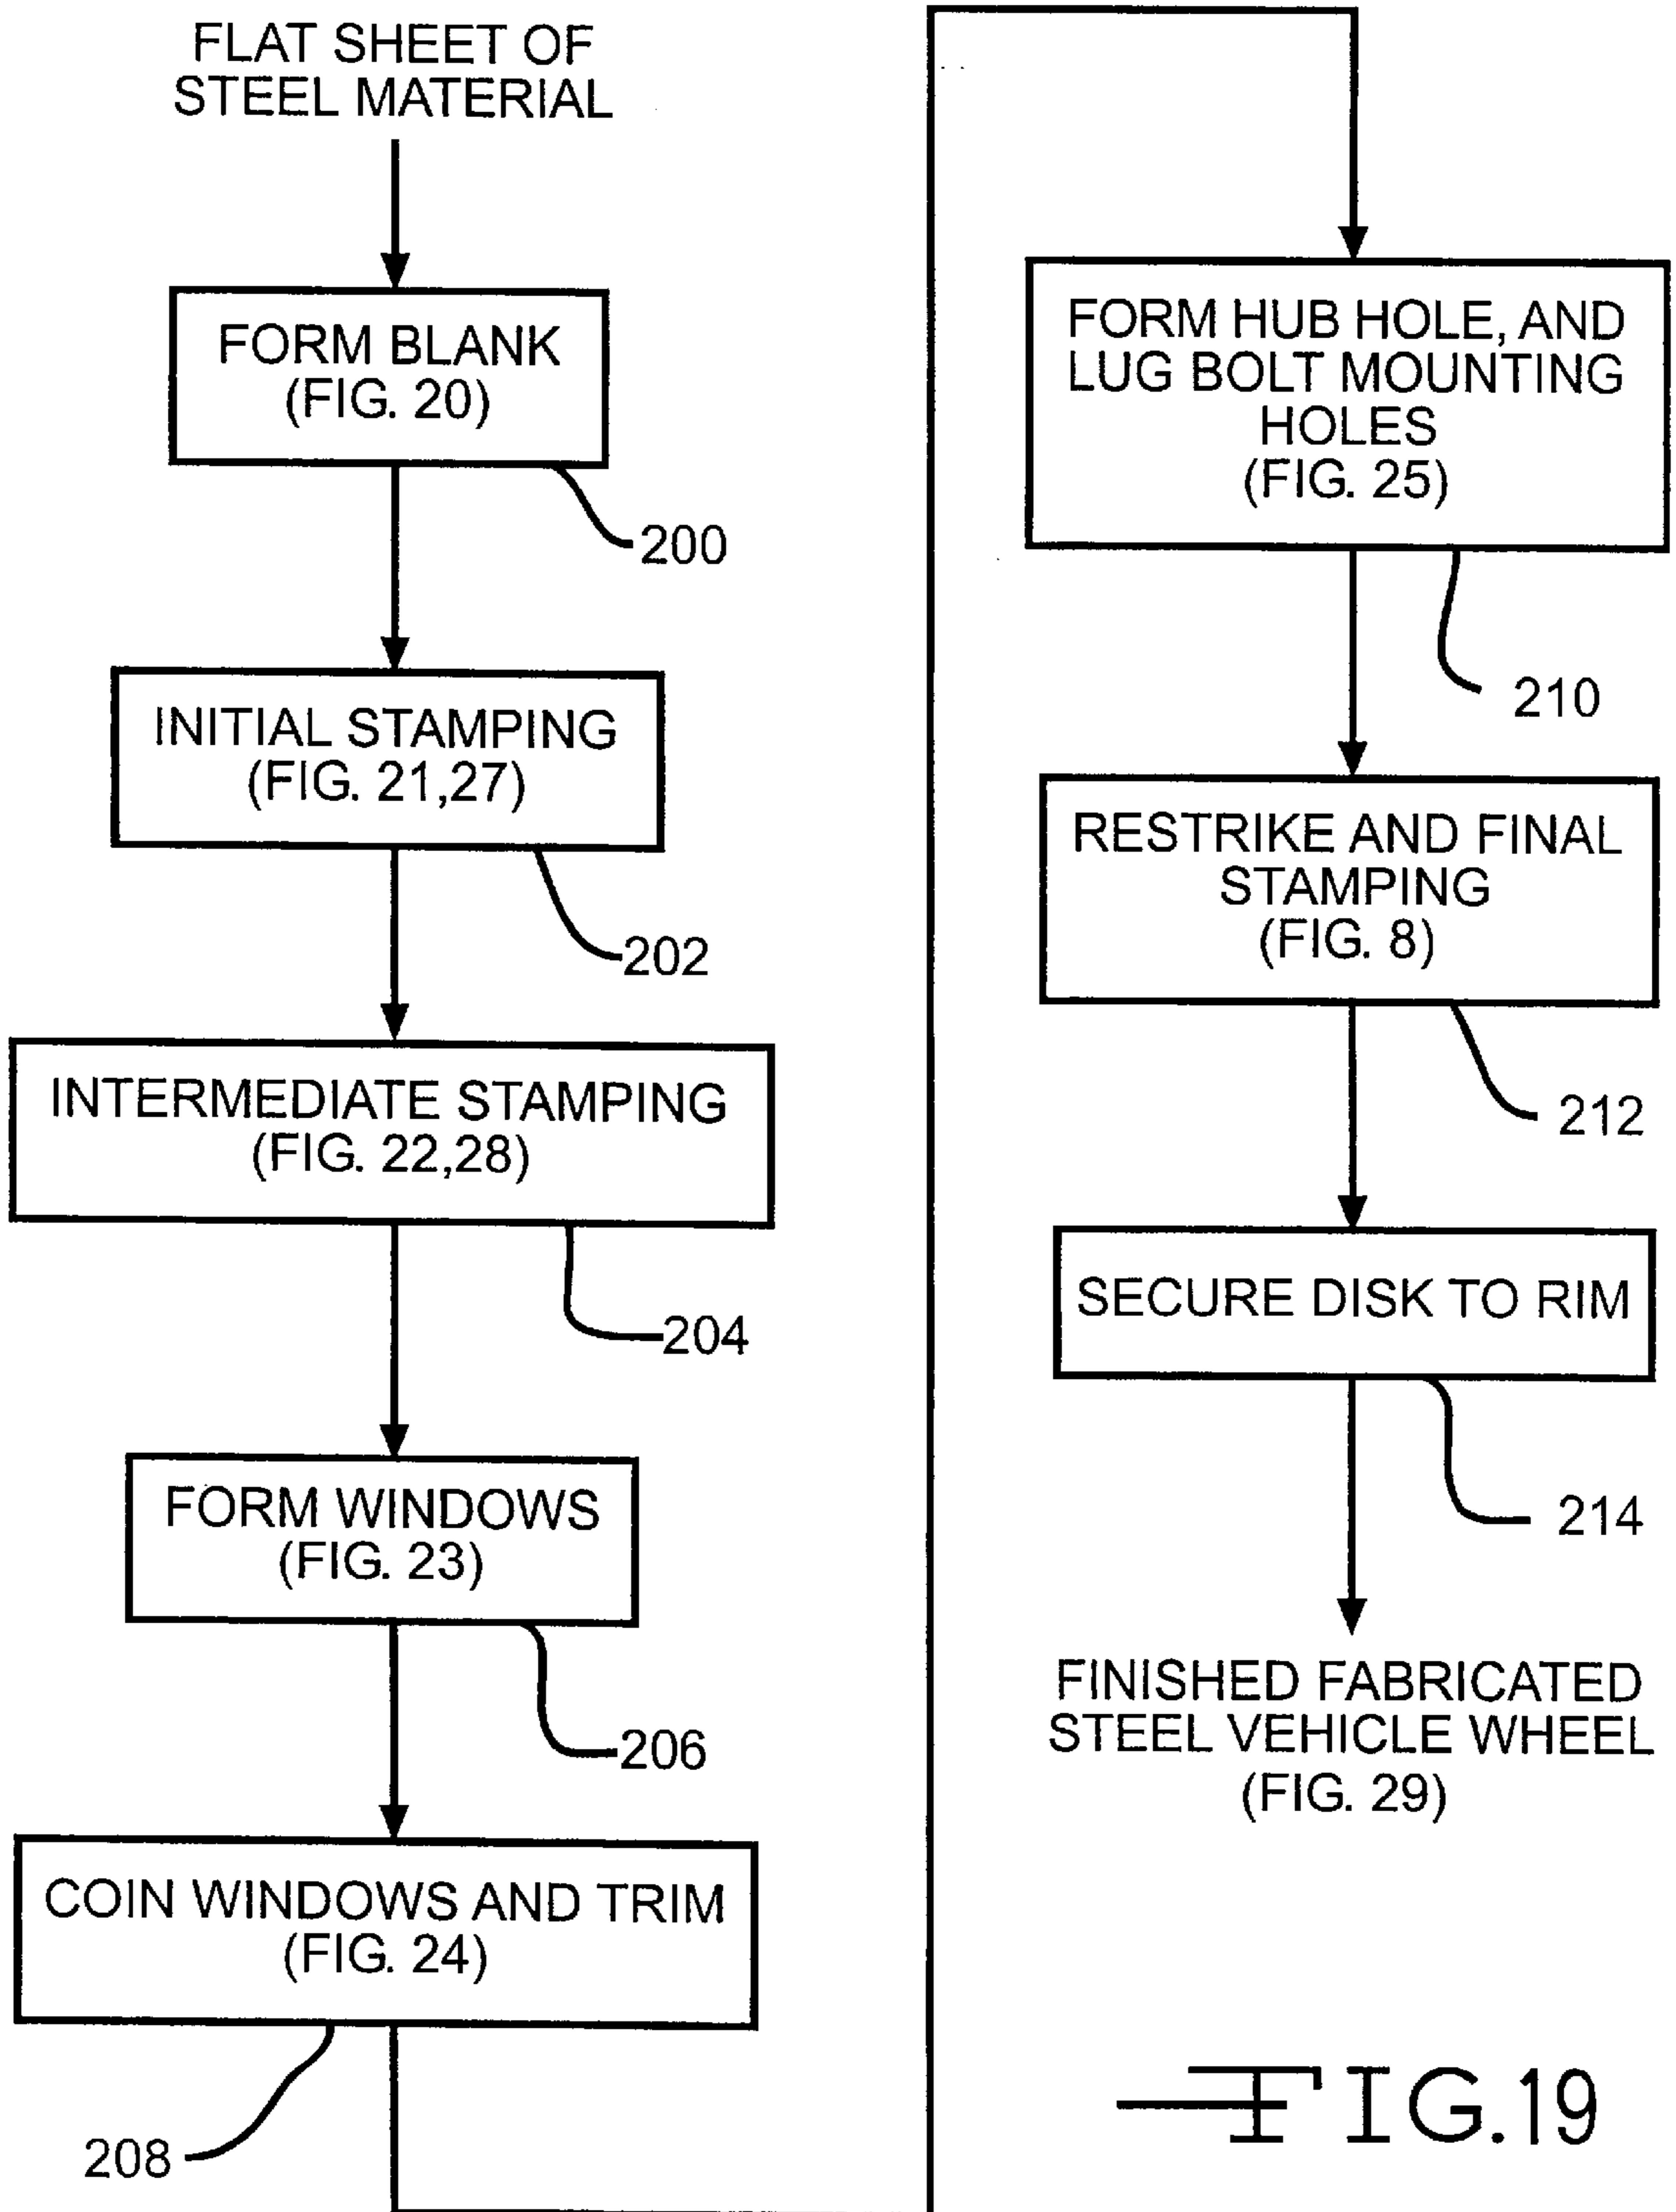 FLAT SHEET OF
STEEL MATERIAL
FORM BLANK
(FIG. 20)
200
INITIAL STAMPING
(FIG. 21,27)
202
INTERMEDIATE STAMPING
(FIG. 22,28)
204
FORM WINDOWS
(FIG. 23)
206
COIN WINDOWS AND TRIM
(FIG. 24)
208
FORM HUB HOLE, AND
LUG BOLT MOUNTING
HOLES
(FIG. 25)
210
RESTRIKE AND FINAL
STAMPING
(FIG. 8)
212
SECURE DISK TO RIM
214
FINISHED FABRICATED
STEEL VEHICLE WHEEL
(FIG. 29)
FIG.19